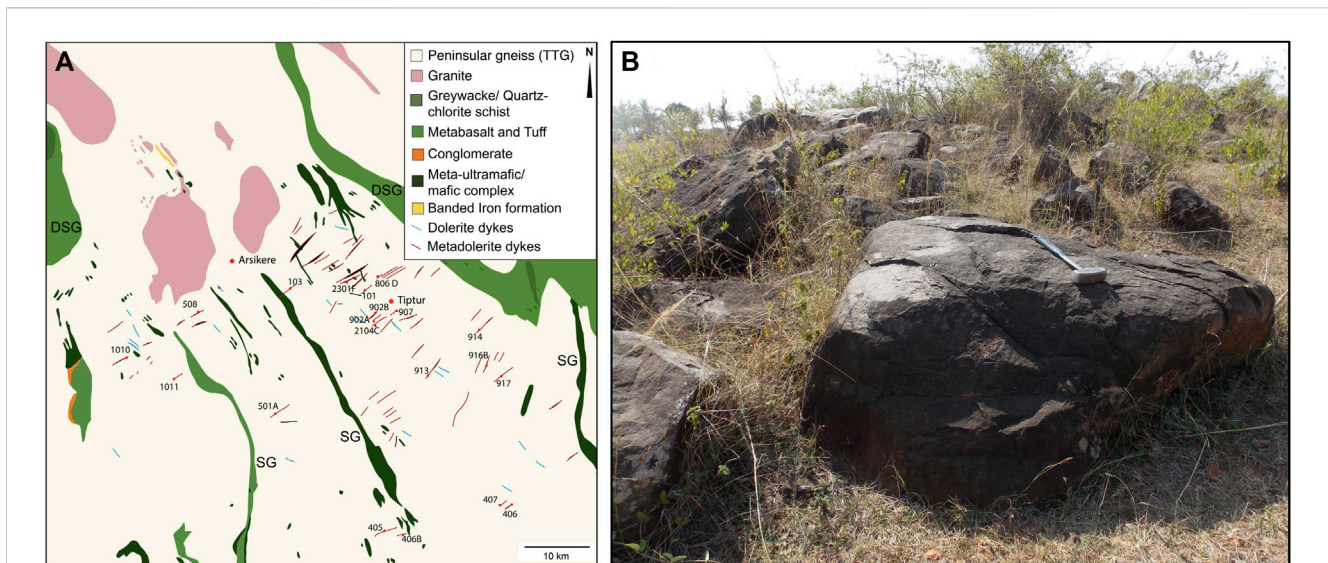 A
N
Peninsular gneiss (TTG)
Granite
Greywacke/ Quartz-
chlorite schist
Metabasalt and Tuff
Conglomerate
Meta-ultramafic/
mafic complex
Banded Iron formation
Dolerite dykes
Metadolerite dykes
DSG
DSG
Arsikere
103
2301F
101
806 D
Tiptur
902B
907
902A
2104C
508
914
1010
916B
SG
913
917
1011
501A
SG
SG
407
406
405
406B
10 km
B